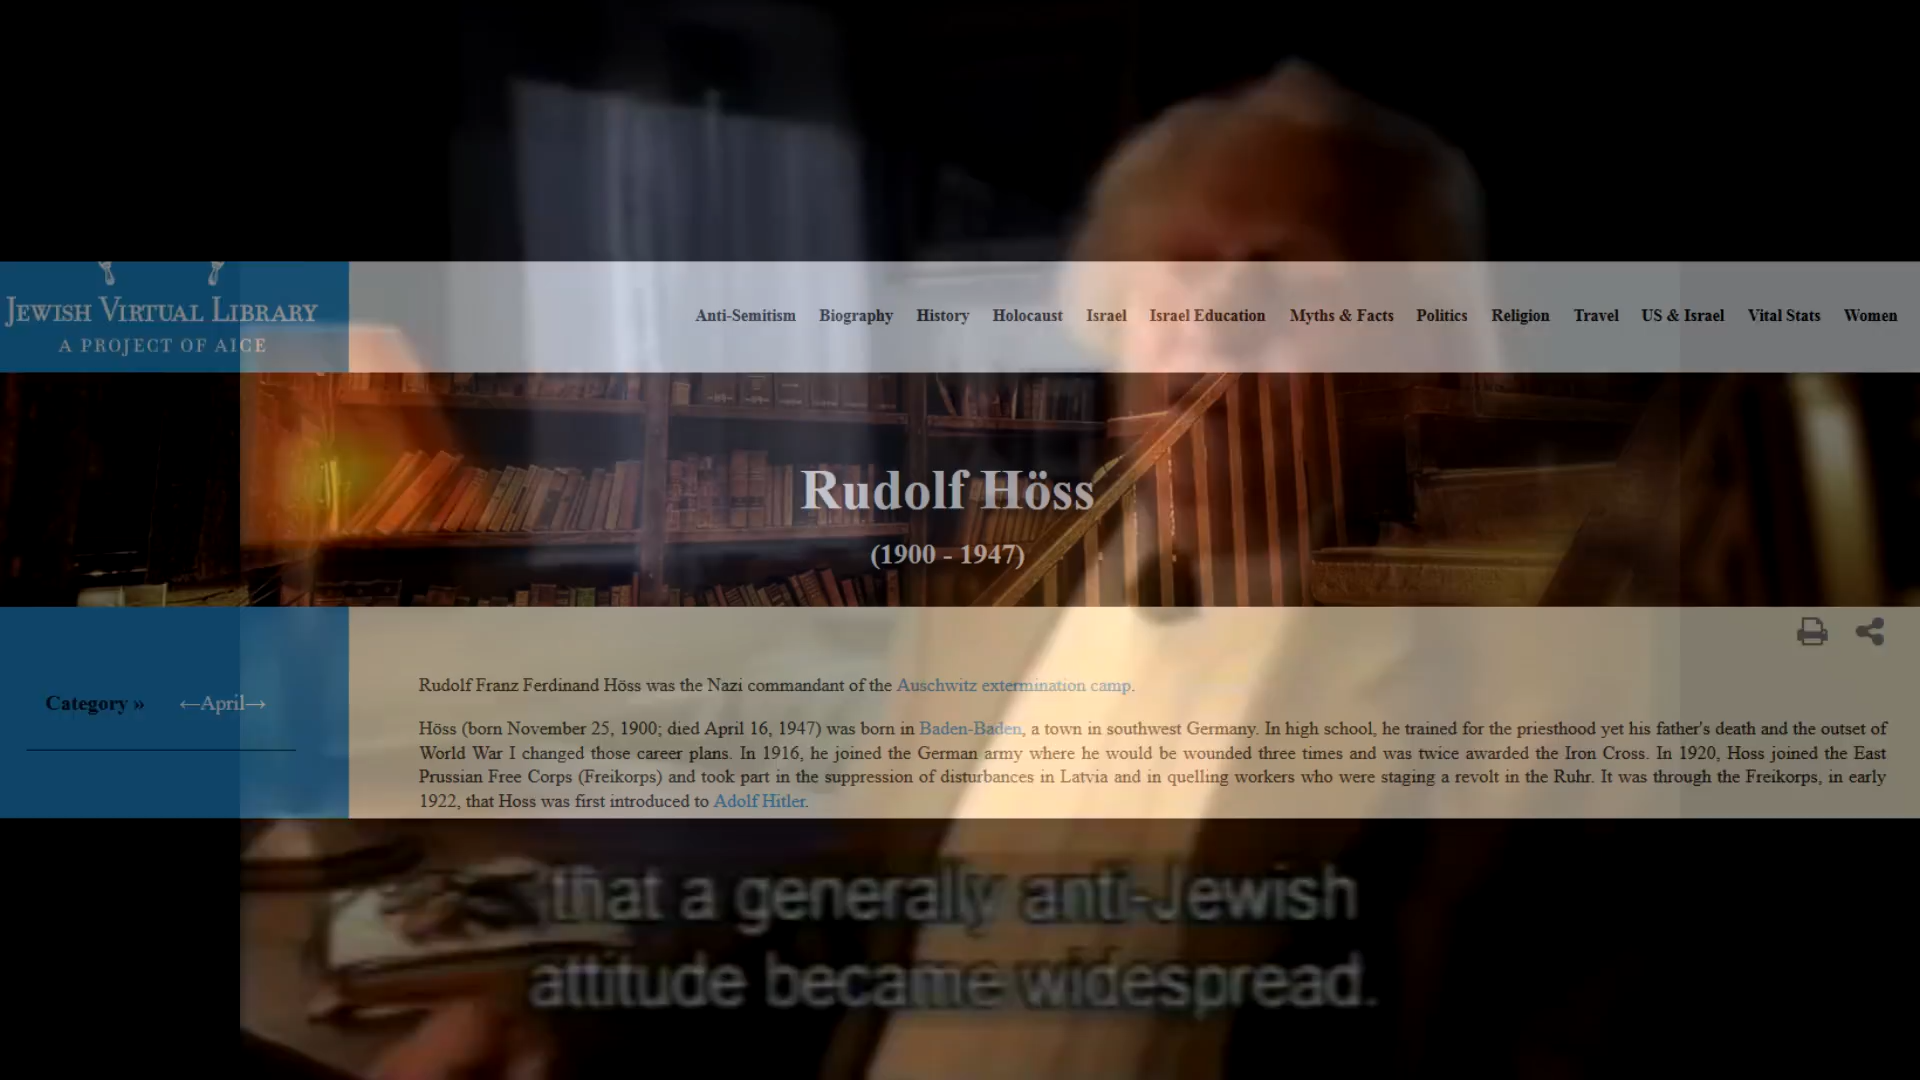 JEWISH VIRTUAL LIBRARY
A PROJECT OF AICE
Anti-Semitism Biography History Holocaust Israel Israel Education Myths & Facts Politics Religion Travel US & Israel Vital Stats Women
Rudolf Höss
(1900 - 1947)
Category » ←April→
Rudolf Franz Ferdinand Höss was the Nazi commandant of the Auschwitz extermination camp.
Höss (born November 25, 1900; died April 16, 1947) was born in Baden-Baden, a town in southwest Germany. In high school, he trained for the priesthood yet his father's death and the outset of
World War I changed those career plans. In 1916, he joined the German army where he would be wounded three times and was twice awarded the Iron Cross. In 1920, Hoss joined the East
Prussian Free Corps (Freikorps) and took part in the suppression of disturbances in Latvia and in quelling workers who were staging a revolt in the Ruhr. It was through the Freikorps, in early
1922, that Hoss was first introduced to Adolf Hitler.
that a generally anti-Jewish
attitude became widespread.